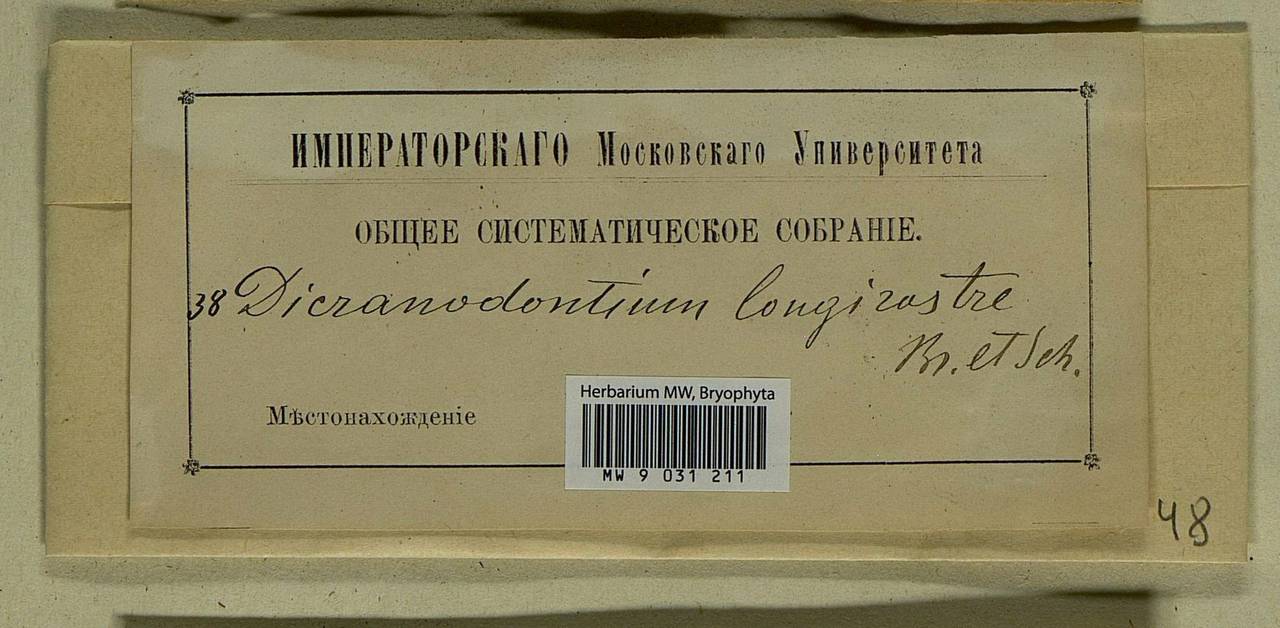 ИМПЕРАТОРСКАГО Московскаго Университета
ОБЩЕЕ СИСТЕМАТИЧЕСКОЕ СОБРАНІЕ.
38 Dicranodontium longirostre
Br. et Sch.
Herbarium MW, Bryophyta
Мѣстонахожденіе
MW 9 031 211
48